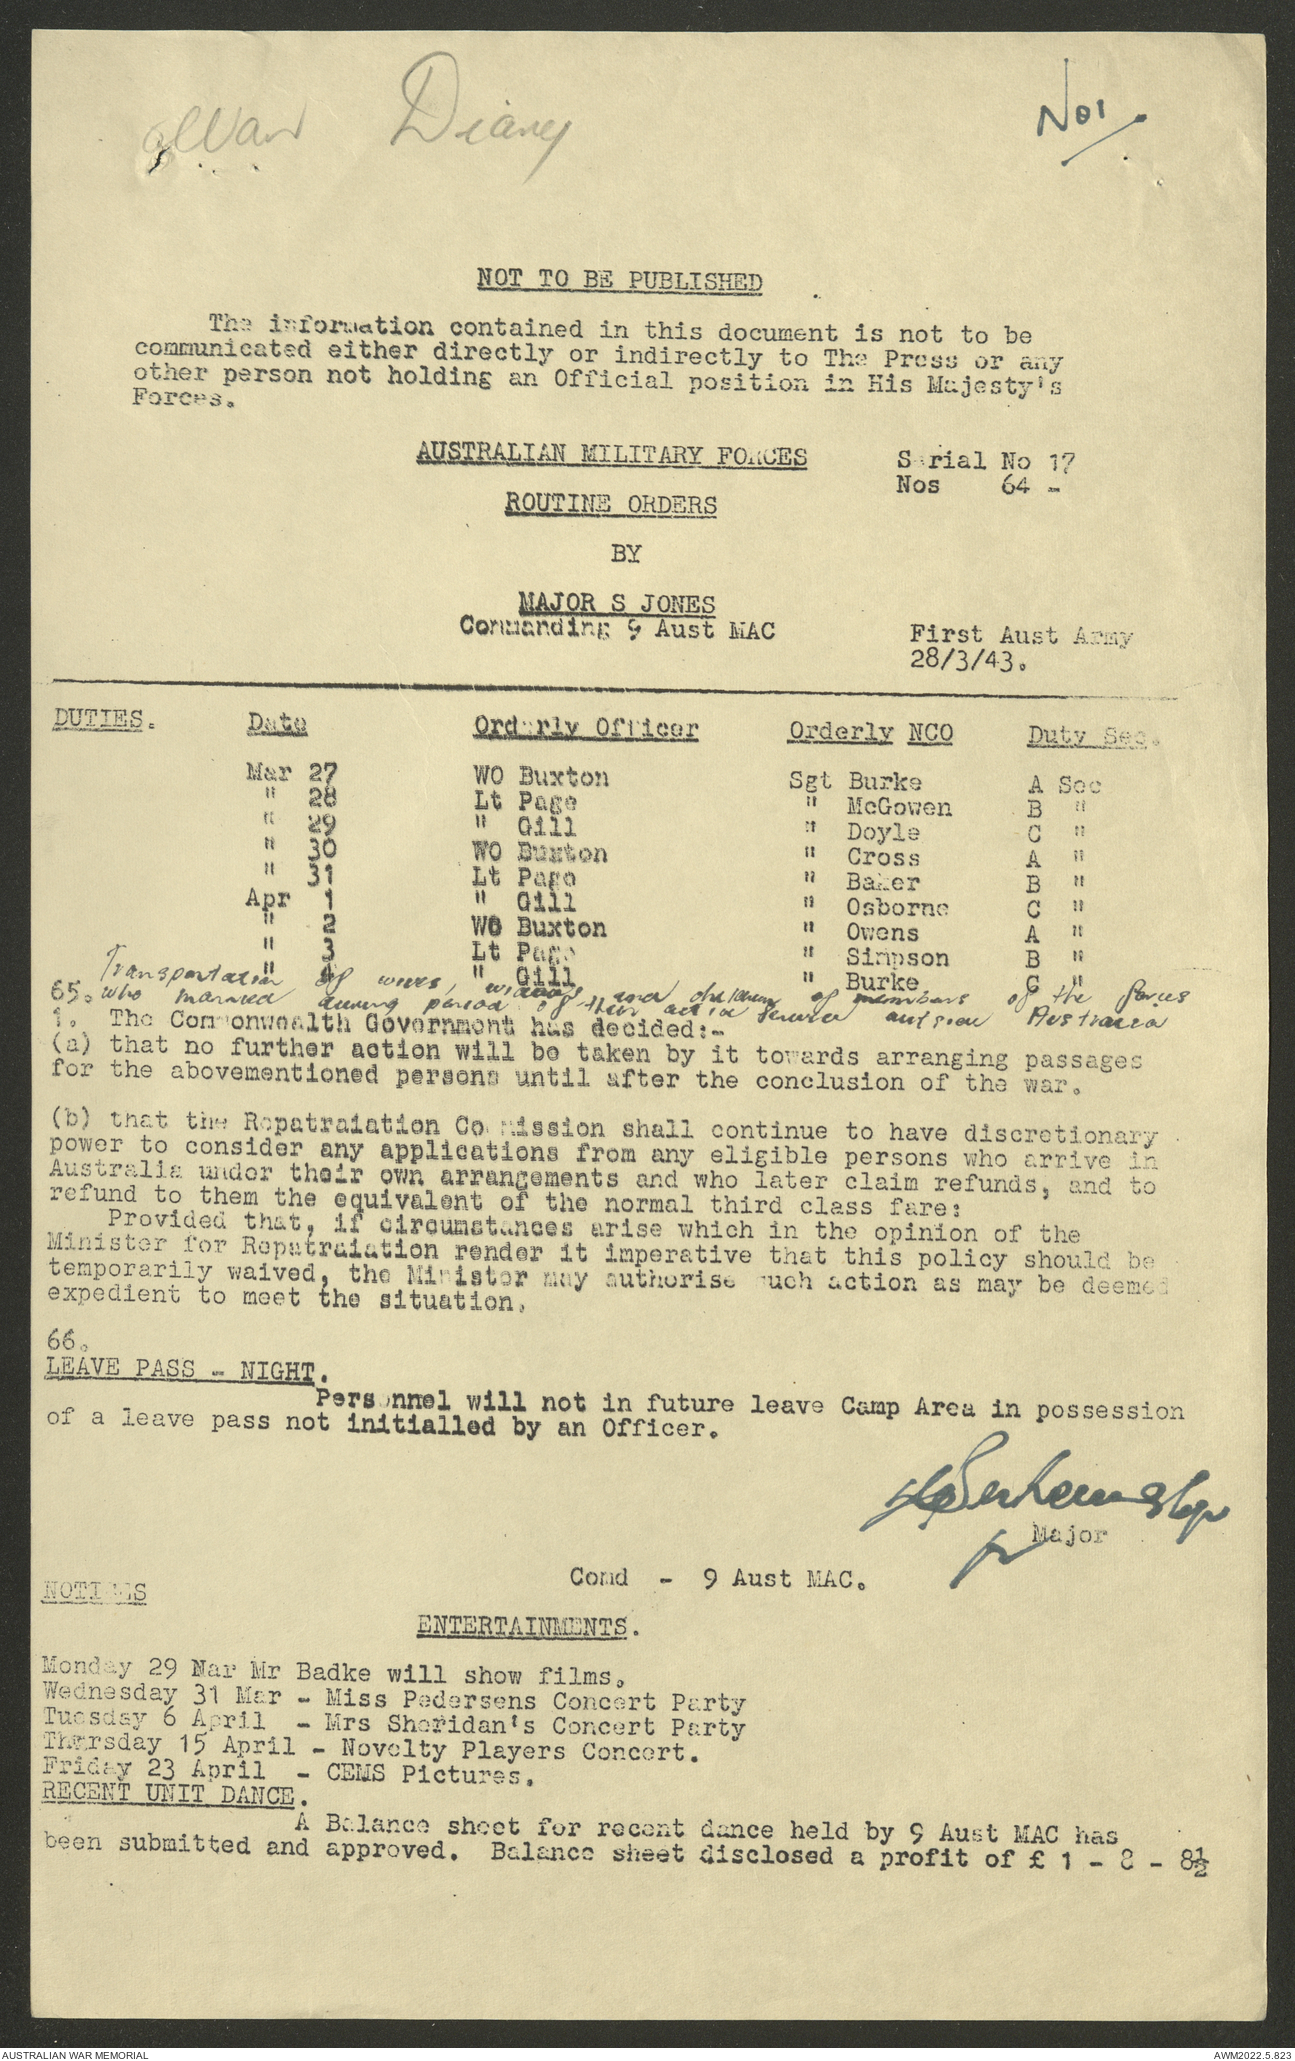 War Diary
No 1
NOT TO BE PUBLISHED
The information contained in this document is not to be
communicated either directly or indirectly to The Press or any
other person not holding an Official position in His Majesty's
Forces.
AUSTRALIAN MILITARY FORCES
Serial No 17
Nos 64 -
ROUTINE ORDERS
BY
MAJOR S JONES
Commanding 9 Aust MAC
First Aust Army
28/3/43.
DUTIES. Date Orderly Officer Orderly NCO Duty Sec.
Mar 27 WO Buxton Sgt Burke A Sec
" 28 Lt Page " McGowen B "
" 29 " Gill " Doyle C "
" 30 WO Buxton " Cross A "
" 31 Lt Page " Baker B "
Apr 1 " Gill " Osborne C "
" 2 WO Buxton " Owens A "
" 3 Lt Page " Simpson B "
" 4 " Gill " Burke C "
Transportation of wives, widows and children of members of the forces
65. who married during period of their active service outside Australia
1. The Commonwealth Government has decided:-
(a) that no further action will be taken by it towards arranging passages
for the abovementioned persons until after the conclusion of the war.
(b) that the Repatraiation Commission shall continue to have discretionary
power to consider any applications from any eligible persons who arrive in
Australia under their own arrangements and who later claim refunds, and to
refund to them the equivalent of the normal third class fare:
Provided that, if circumstances arise which in the opinion of the
Minister for Repatraiation render it imperative that this policy should be
temporarily waived, the Minister may authorise such action as may be deemed
expedient to meet the situation.
66.
LEAVE PASS - NIGHT.
Personnel will not in future leave Camp Area in possession
of a leave pass not initialled by an Officer.
Major
Comd - 9 Aust MAC.
NOTICES
ENTERTAINMENTS.
Monday 29 Nar Mr Badke will show films.
Wednesday 31 Mar - Miss Pedersens Concert Party
Tuesday 6 April - Mrs Sheridan's Concert Party
Thursday 15 April - Novelty Players Concert.
Friday 23 April - CEMS Pictures.
RECENT UNIT DANCE.
A Balance sheet for recent dance held by 9 Aust MAC has
been submitted and approved. Balance sheet disclosed a profit of £ 1 - 8 - 8½
AUSTRALIAN WAR MEMORIAL
AWM2022.5.823